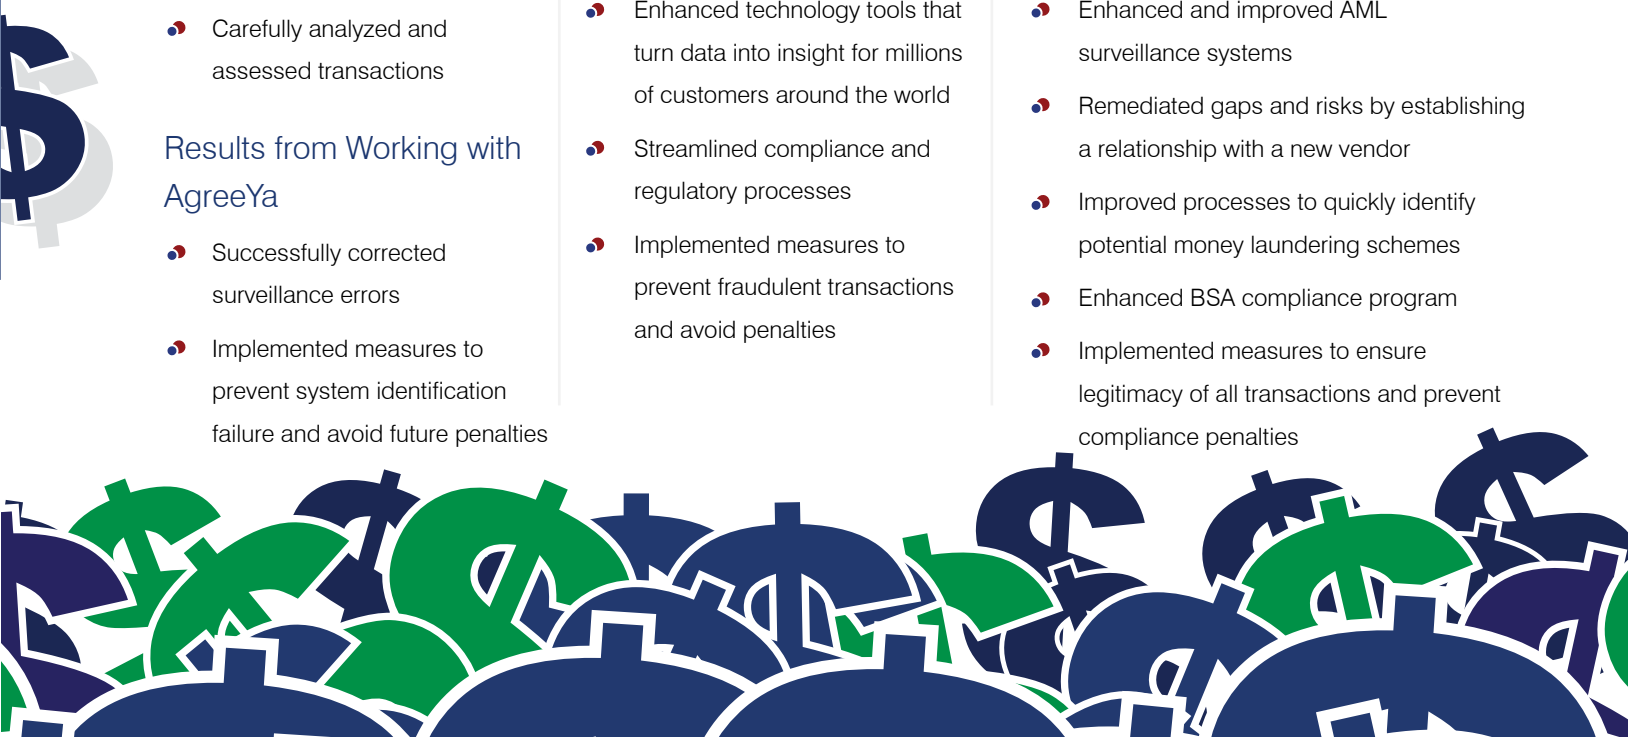 Carefully analyzed and
assessed transactions
Results from Working with
AgreeYa
Successfully corrected
surveillance errors
Implemented measures to
prevent system identification
failure and avoid future penalties
Enhanced technology tools that
turn data into insight for millions
of customers around the world
Streamlined compliance and
regulatory processes
Implemented measures to
prevent fraudulent transactions
and avoid penalties
Enhanced and improved AML
surveillance systems
Remediated gaps and risks by establishing
a relationship with a new vendor
Improved processes to quickly identify
potential money laundering schemes
Enhanced BSA compliance program
Implemented measures to ensure
legitimacy of all transactions and prevent
compliance penalties